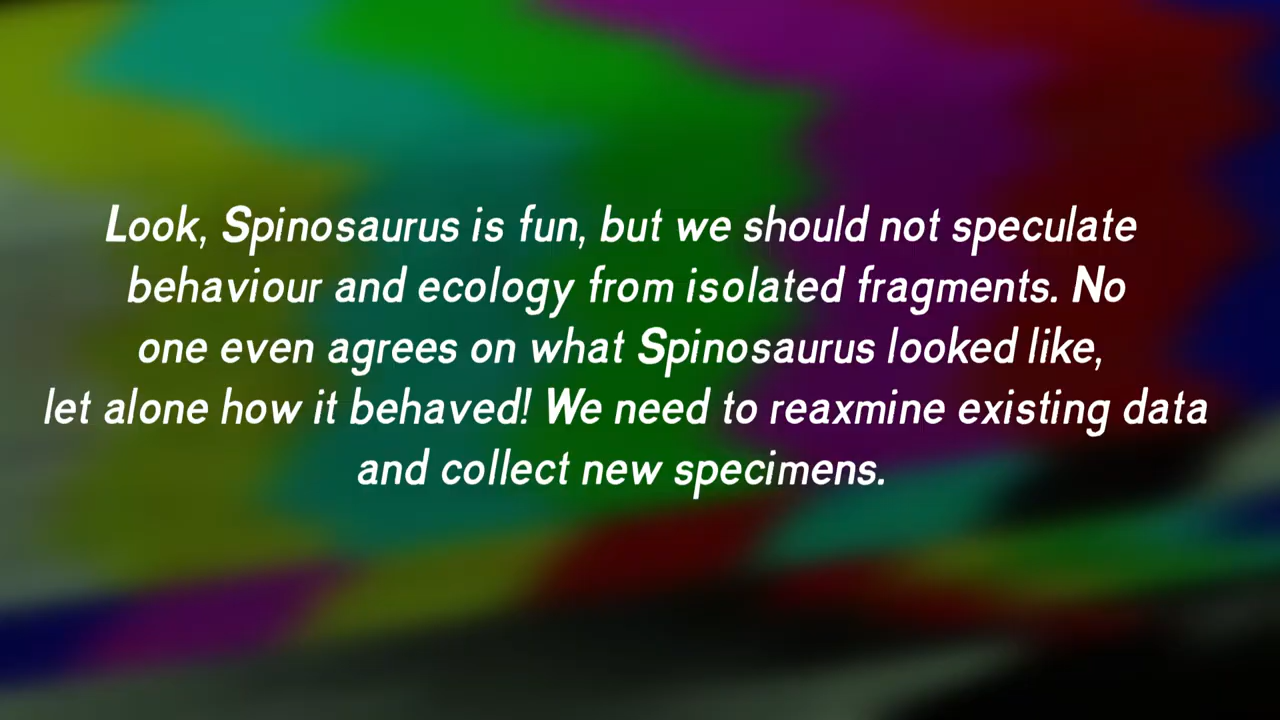 Look, Spinosaurus is fun, but we should not speculate
behaviour and ecology from isolated fragments. No
one even agrees on what Spinosaurus looked like,
let alone how it behaved! We need to reaxmine existing data
and collect new specimens.